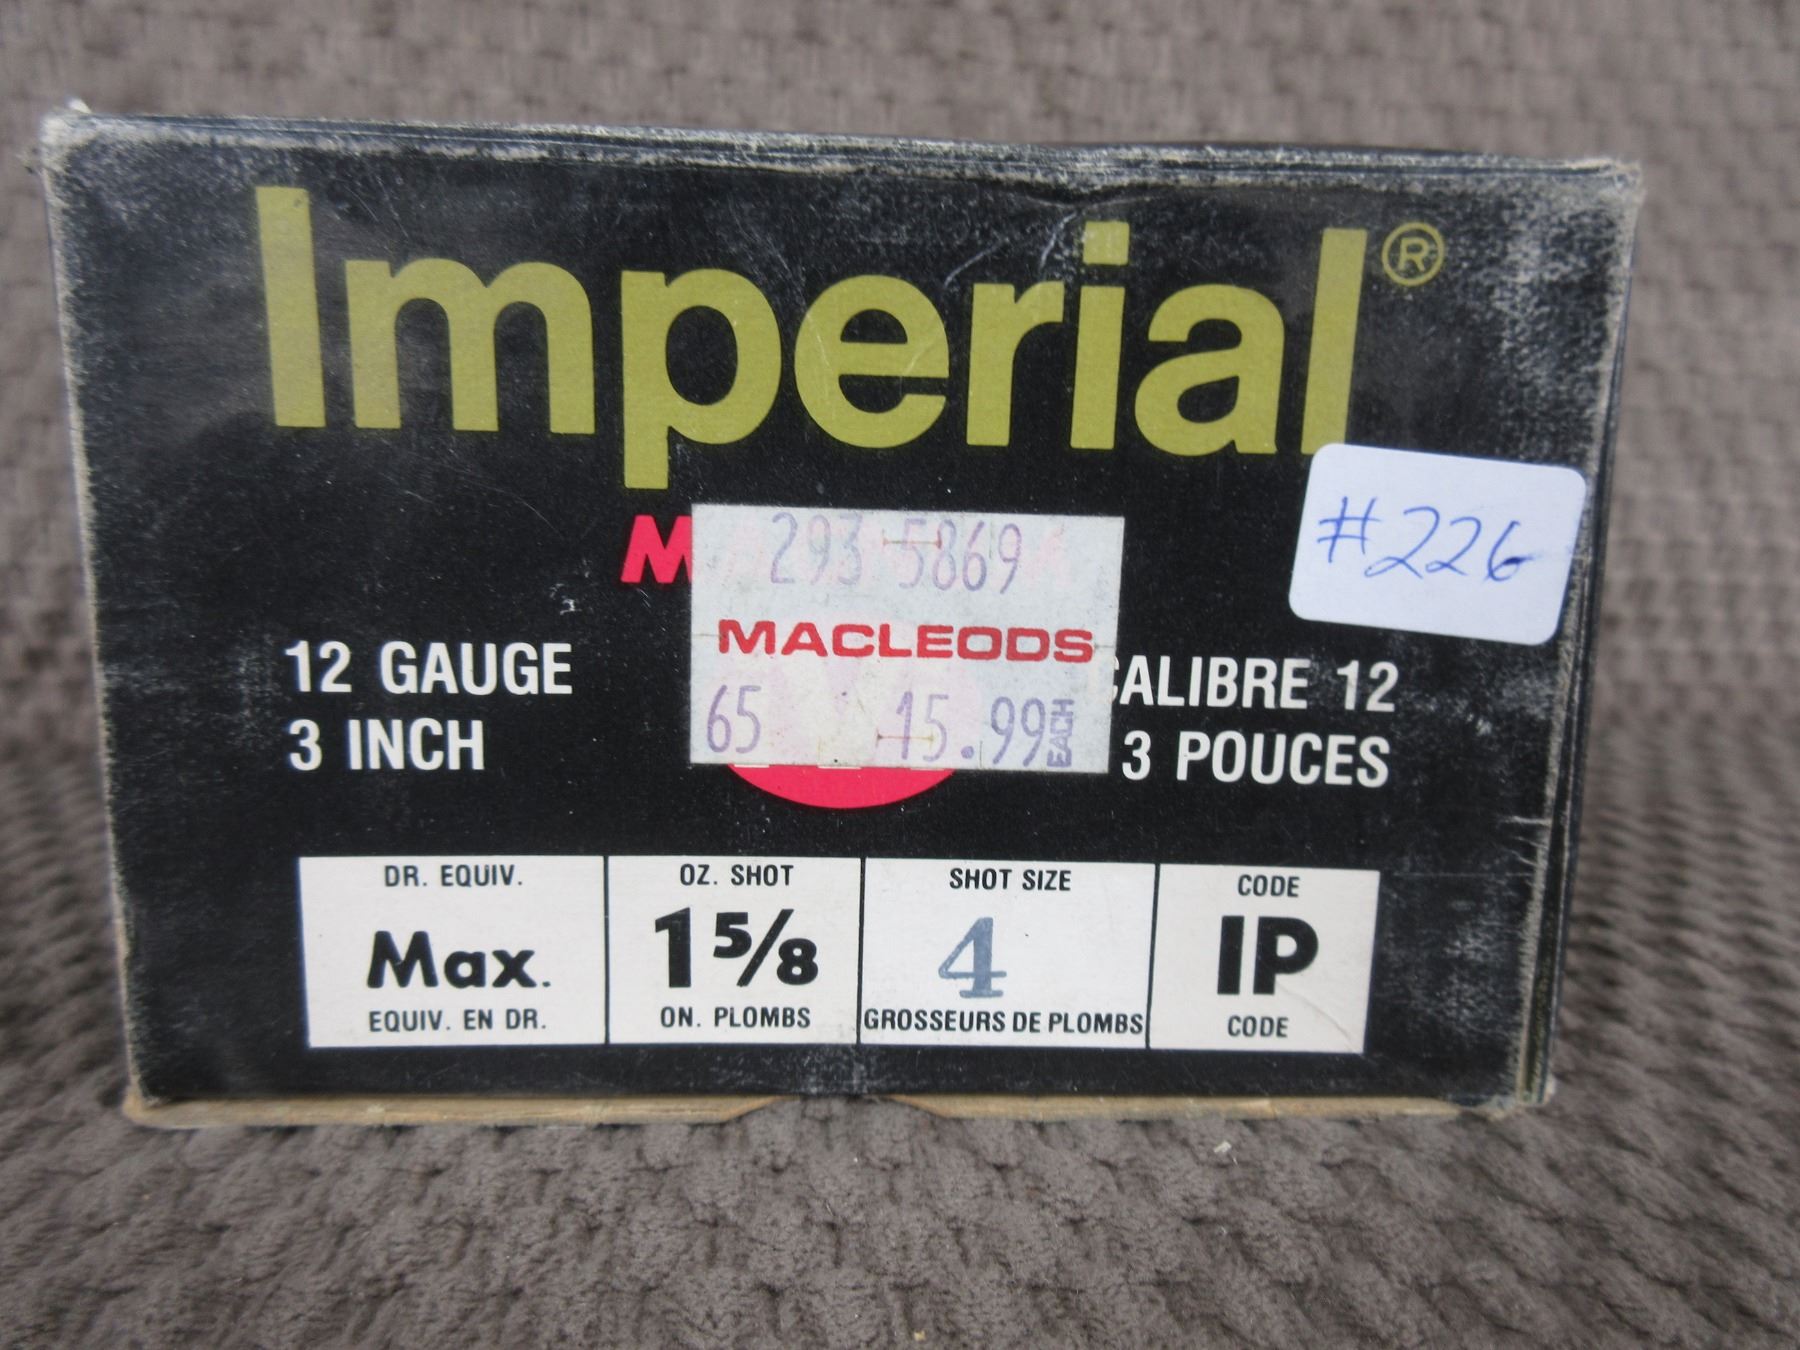 Imperial®
#226
M
293 5869
MACLEODS
65 15.99 EACH
12 GAUGE
3 INCH
CALIBRE 12
3 POUCES
DR. EQUIV.
Max.
EQUIV. EN DR.
OZ. SHOT
1 5/8
ON. PLOMBS
SHOT SIZE
4
GROSSEURS DE PLOMBS
CODE
IP
CODE